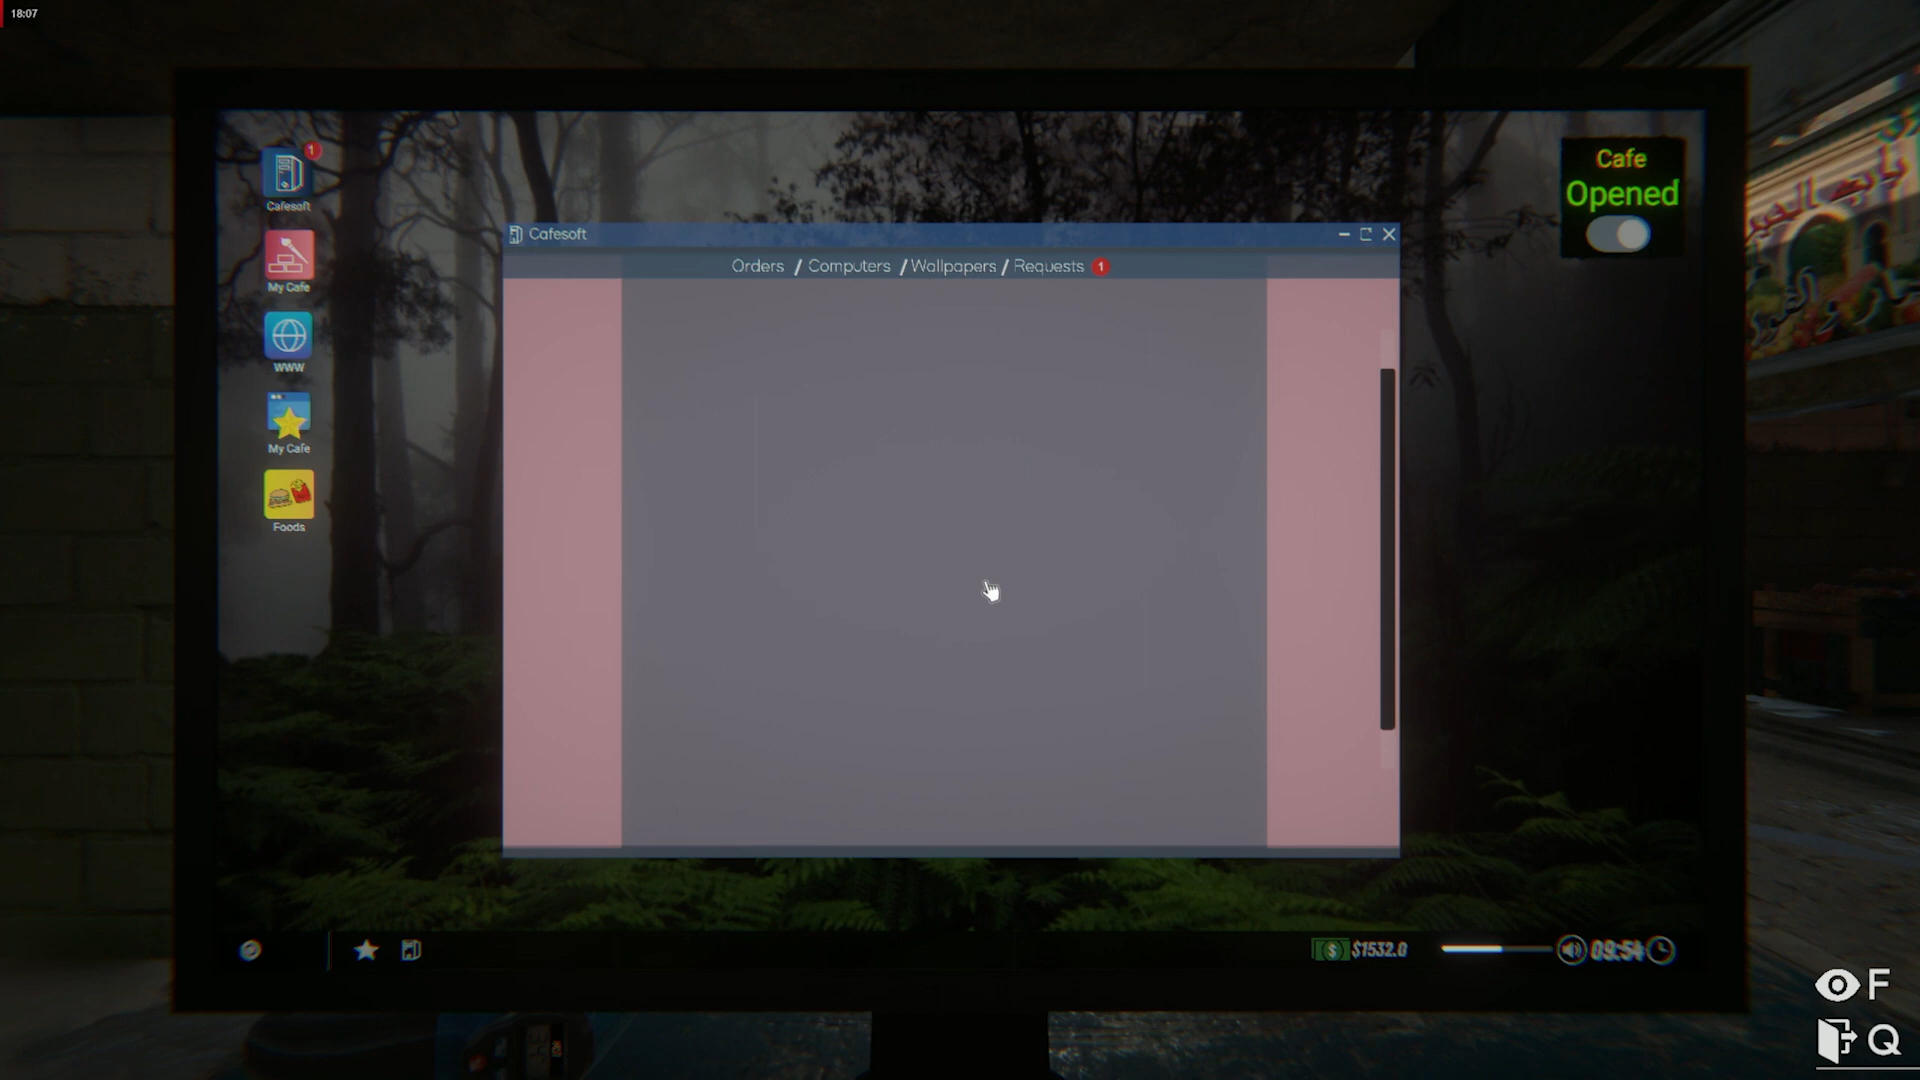 18:07
Cafesoft
1
My Cafe
WWW
My Cafe
Foods
Cafesoft
Orders / Computers / Wallpapers / Requests 1
Cafe
Opened
$1532.0
09:54
F
Q